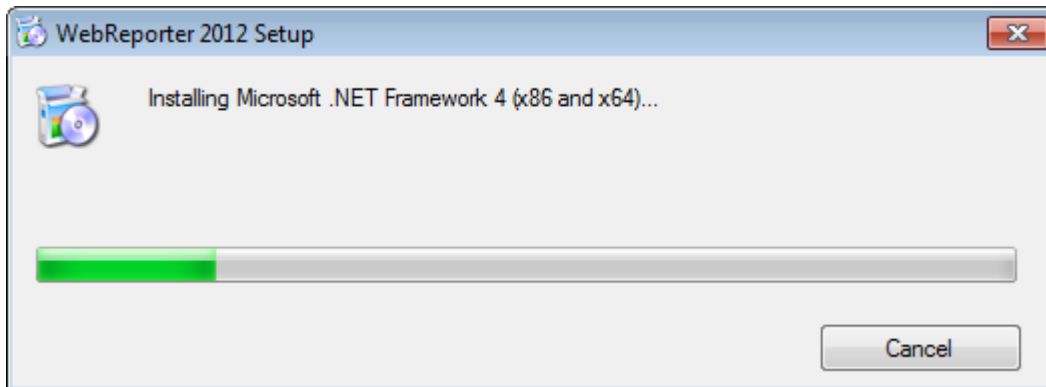 WebReporter 2012 Setup
Installing Microsoft .NET Framework 4 (x86 and x64)...
Cancel